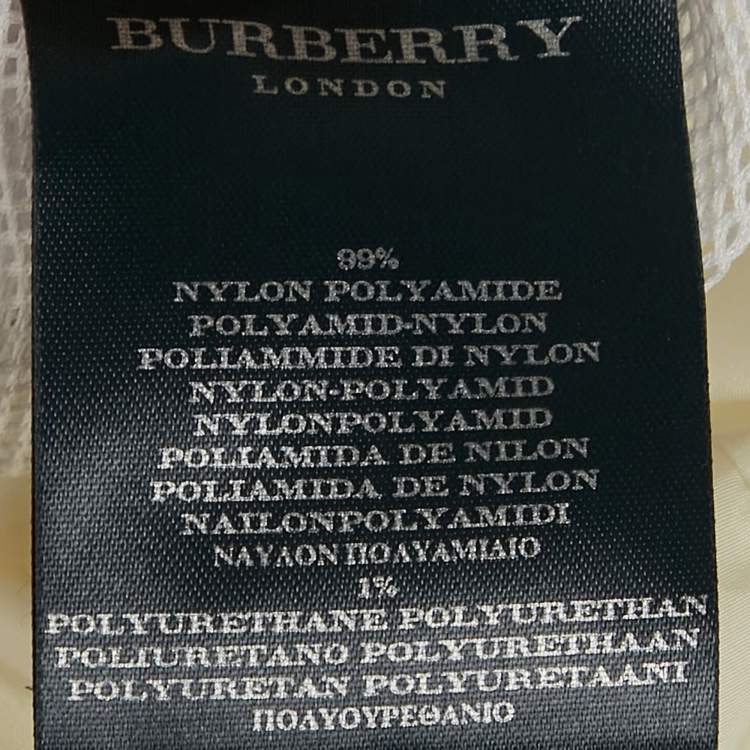 BURBERRY
LONDON
99%
NYLON POLYAMIDE
POLYAMID-NYLON
POLIAMMIDE DI NYLON
NYLON-POLYAMID
NYLONPOLYAMID
POLIAMIDA DE NILON
POLIAMIDA DE NYLON
NAILONPOLYAMIDI
ΝΑΥΛΟΝ ΠΟΛΥΑΜΙΔΙΟ
1%
POLYURETHANE POLYURETHAN
POLIURETANO POLYURETHAAN
POLYURETAN POLYURETAANI
ΠΟΛΥΟΥΡΕΘΑΝΙΟ